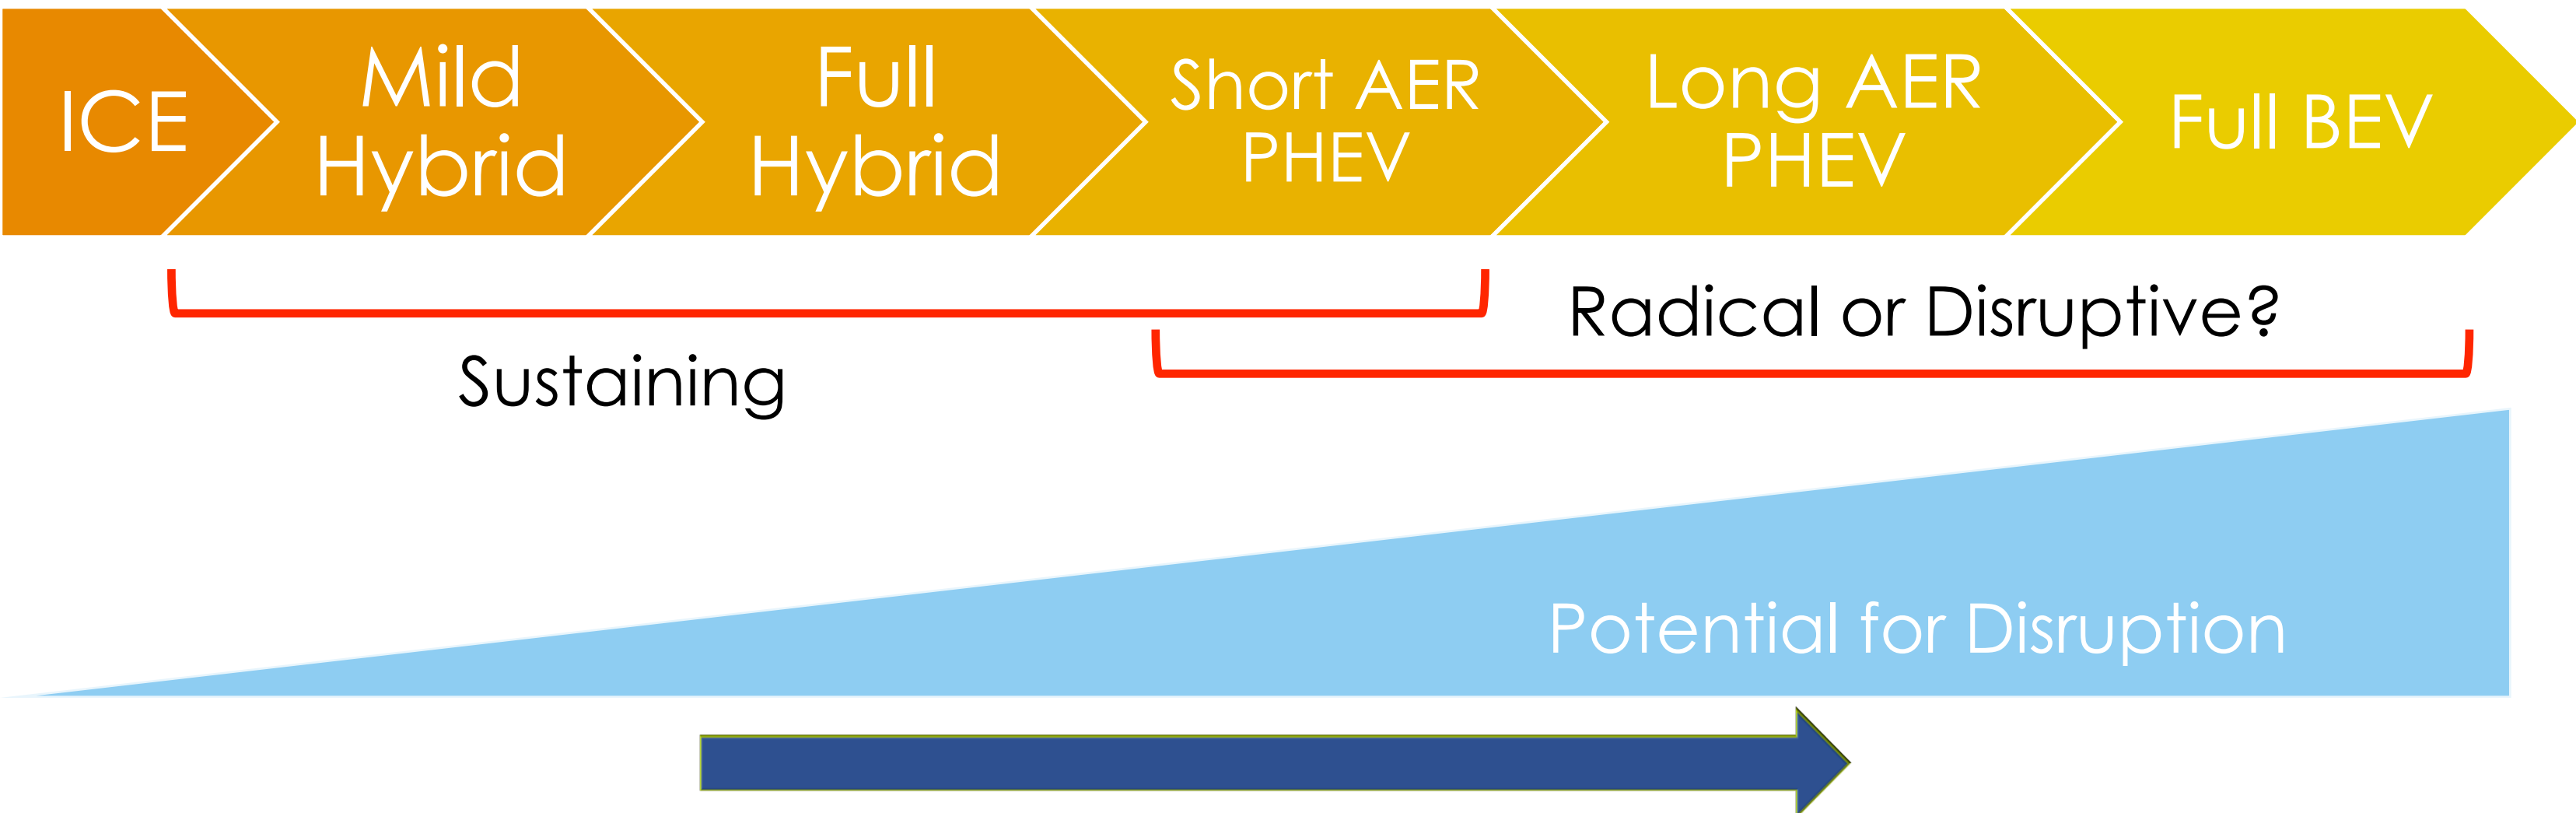 ICE
Mild
Hybrid
Full
Hybrid
Short AER
PHEV
Long AER
PHEV
Full BEV
Radical or Disruptive?
Sustaining
Potential for Disruption